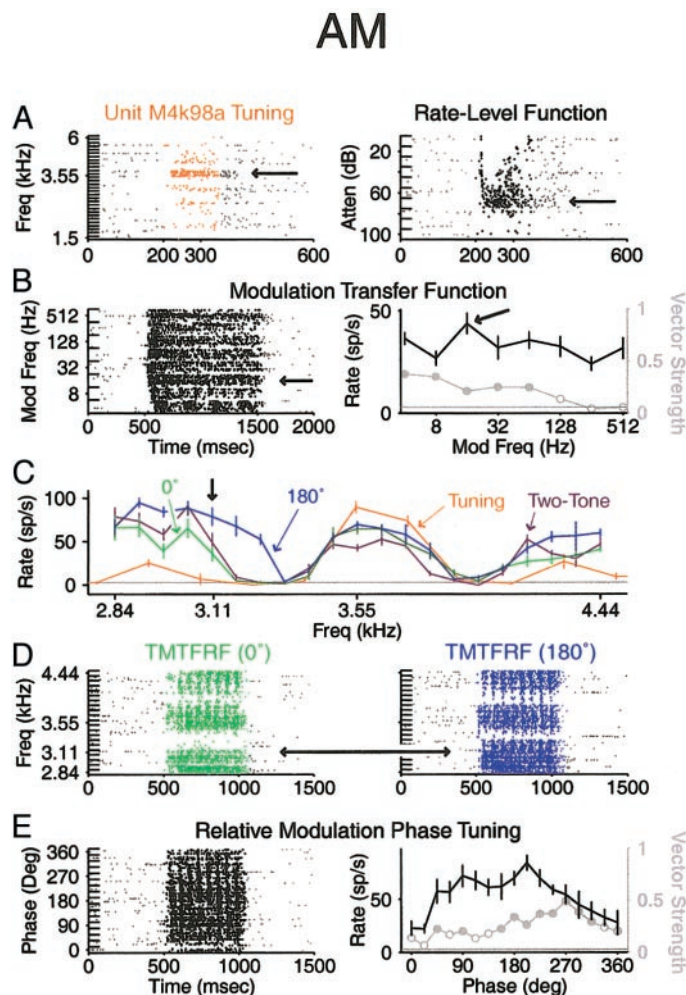 AM
A
Unit M4k98a Tuning
Rate-Level Function
Freq (kHz)
6
3.55
1.5
0 200 300 600
Atten (dB)
20
60
100
0 200 300 600
B
Modulation Transfer Function
Mod Freq (Hz)
512
128
32
8
0 500 1000 1500 2000
Time (msec)
Rate (sp/s)
50
0
8 32 128 512
Mod Freq (Hz)
1
0.5
0
Vector Strength
C
Rate (sp/s)
100
50
0
0°
180°
Tuning
Two-Tone
2.84 3.11 3.55 4.44
Freq (kHz)
D
TMTFRF (0°)
TMTFRF (180°)
Freq (kHz)
4.44
3.55
3.11
2.84
0 500 1000 1500
0 500 1000 1500
E
Relative Modulation Phase Tuning
Phase (Deg)
360
270
180
90
0
0 500 1000 1500
Time (msec)
Rate (sp/s)
100
50
0
0 90 180 270 360
Phase (deg)
1
0.5
0
Vector Strength